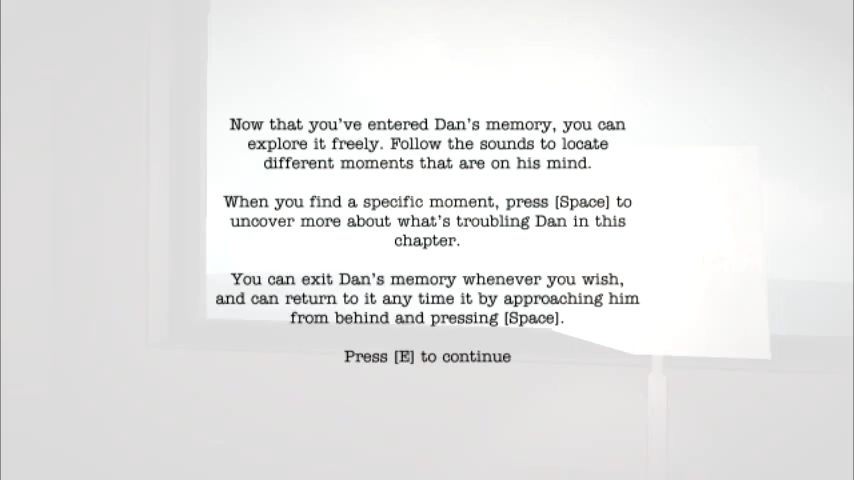 Now that you've entered Dan's memory, you can
explore it freely. Follow the sounds to locate
different moments that are on his mind.
When you find a specific moment, press [Space] to
uncover more about what's troubling Dan in this
chapter.
You can exit Dan's memory whenever you wish,
and can return to it any time it by approaching him
from behind and pressing [Space].
Press [E] to continue